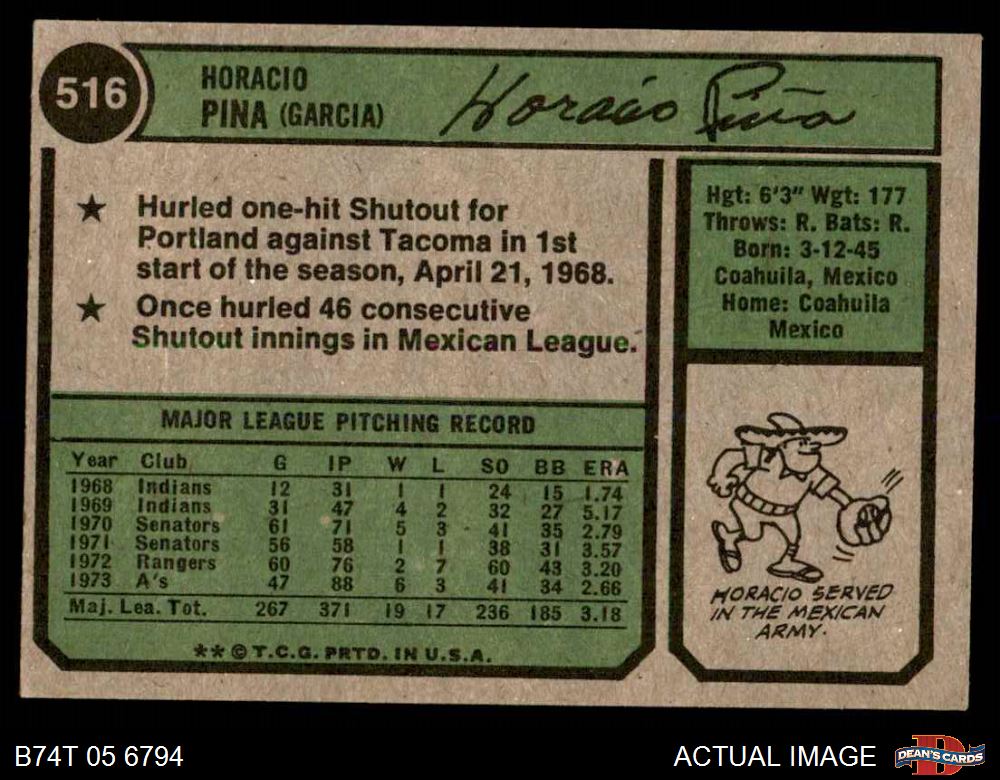 516
HORACIO
PINA (GARCIA)
Horacio Piña
★ Hurled one-hit Shutout for
Portland against Tacoma in 1st
start of the season, April 21, 1968.
★ Once hurled 46 consecutive
Shutout innings in Mexican League.
Hgt: 6'3" Wgt: 177
Throws: R. Bats: R.
Born: 3-12-45
Coahuila, Mexico
Home: Coahuila
Mexico
MAJOR LEAGUE PITCHING RECORD
Year Club G IP W L SO BB ERA
1968 Indians 12 31 1 1 24 15 1.74
1969 Indians 31 47 4 2 32 27 5.17
1970 Senators 61 71 5 3 41 35 2.79
1971 Senators 56 58 1 1 38 31 3.57
1972 Rangers 60 76 2 7 60 43 3.20
1973 A's 47 88 6 3 41 34 2.66
Maj. Lea. Tot. 267 371 19 17 236 185 3.18
**©T.C.G. PRTD. IN U.S.A.
HORACIO SERVED
IN THE MEXICAN
ARMY.
B74T 05 6794
ACTUAL IMAGE
DEAN'S CARDS